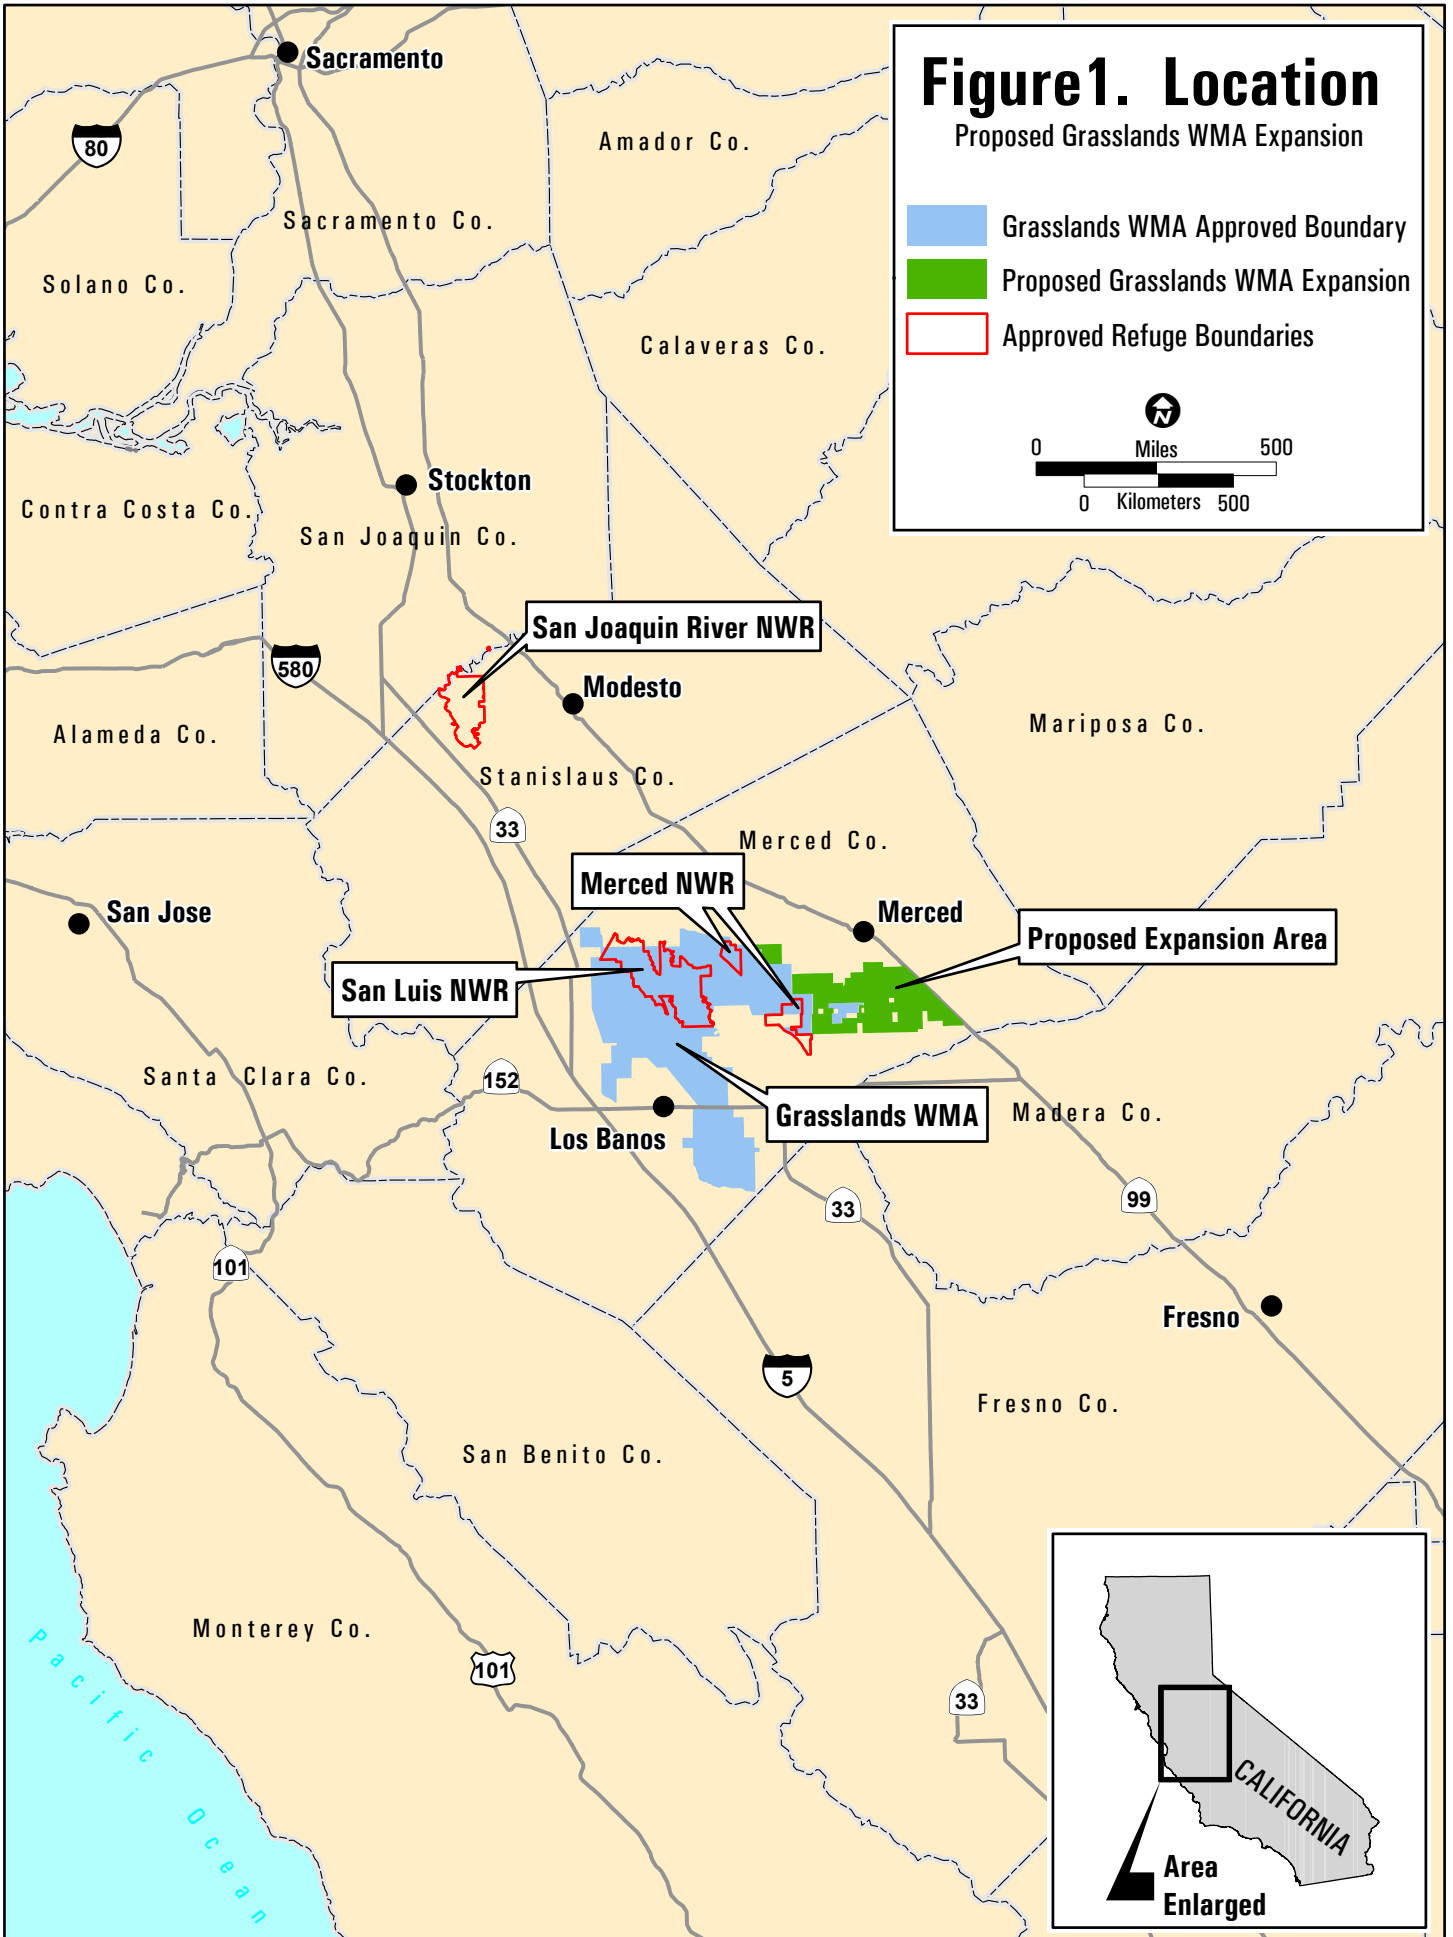 Figure1. Location
Proposed Grasslands WMA Expansion
Grasslands WMA Approved Boundary
Proposed Grasslands WMA Expansion
Approved Refuge Boundaries
N
0 Miles 500
0 Kilometers 500
Sacramento
80
Amador Co.
Sacramento Co.
Solano Co.
Calaveras Co.
Stockton
Contra Costa Co.
San Joaquin Co.
San Joaquin River NWR
580
Modesto
Alameda Co.
Mariposa Co.
Stanislaus Co.
33
Merced Co.
Merced NWR
San Jose
Merced
Proposed Expansion Area
San Luis NWR
Santa Clara Co.
152
Grasslands WMA
Madera Co.
Los Banos
33
99
101
Fresno
5
Fresno Co.
San Benito Co.
Monterey Co.
101
33
Pacific Ocean
CALIFORNIA
Area
Enlarged